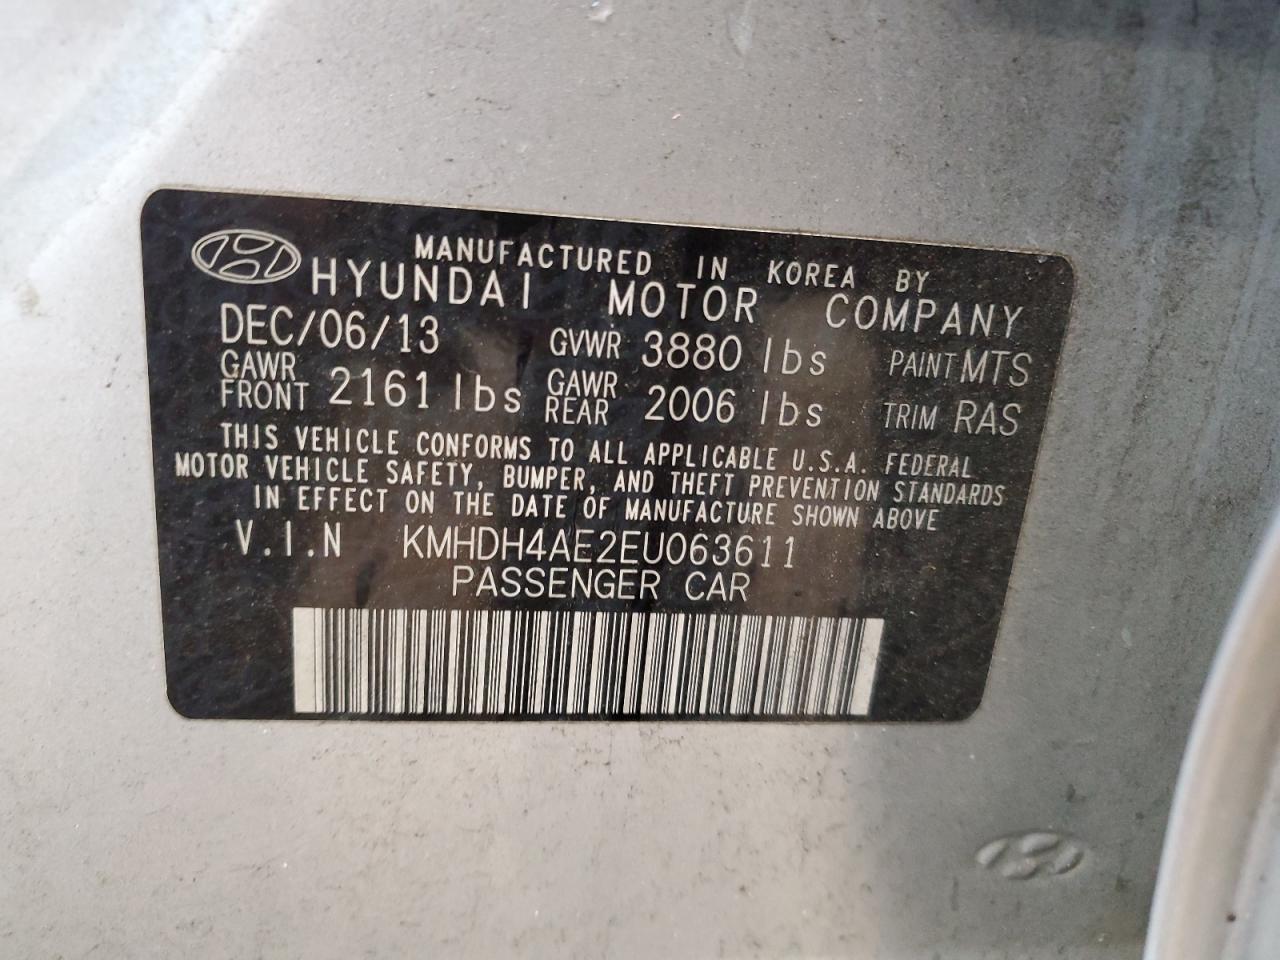 MANUFACTURED IN KOREA BY
HYUNDAI MOTOR COMPANY
DEC/06/13 GVWR 3880 lbs PAINT MTS
GAWR FRONT 2161 lbs GAWR REAR 2006 lbs TRIM RAS
THIS VEHICLE CONFORMS TO ALL APPLICABLE U.S.A. FEDERAL
MOTOR VEHICLE SAFETY, BUMPER, AND THEFT PREVENTION STANDARDS
IN EFFECT ON THE DATE OF MANUFACTURE SHOWN ABOVE
V.I.N KMHDH4AE2EU063611
PASSENGER CAR